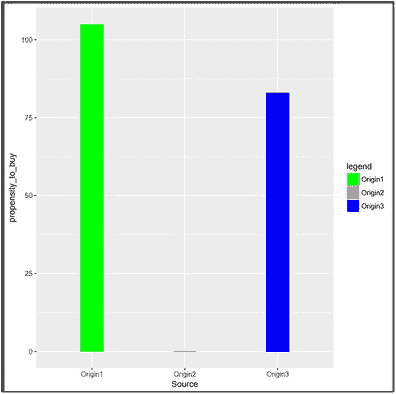 100
75
50
25
0
propensity_to_buy
Origin1 Origin2 Origin3
Source
legend
Origin1
Origin2
Origin3